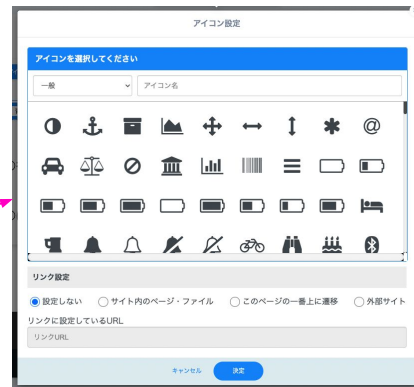 アイコン設定
アイコンを選択してください
一般 アイコン名
リンク設定
設定しない サイト内のページ・ファイル このページの一番上に遷移 外部サイト
リンクに設定しているURL
リンクURL
キャンセル 決定